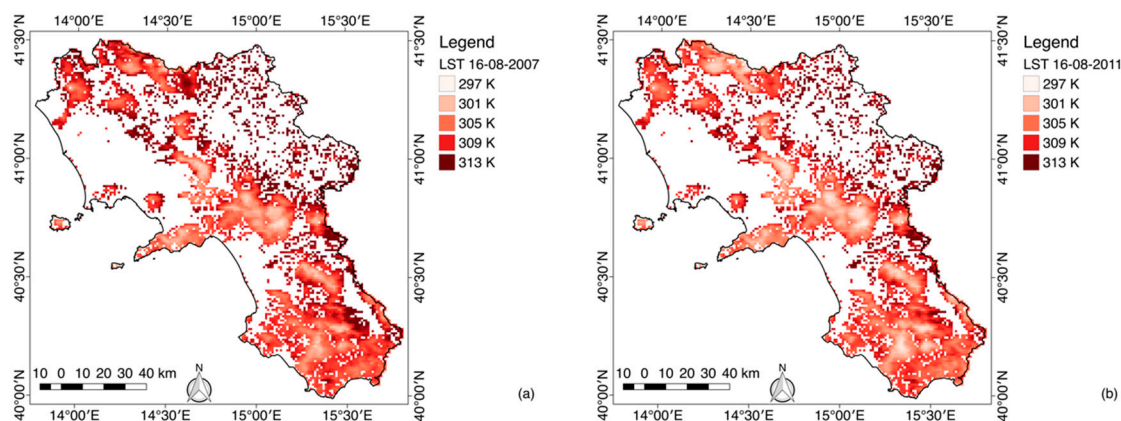 14°00′E 14°30′E 15°00′E 15°30′E
41°30′N 41°30′N
Legend
LST 16-08-2007
297 K
301 K
305 K
309 K
313 K
41°00′N 41°00′N
40°30′N 40°30′N
N
10 0 10 20 30 40 km
(a)
40°00′N 40°00′N
14°00′E 14°30′E 15°00′E 15°30′E
14°00′E 14°30′E 15°00′E 15°30′E
41°30′N 41°30′N
Legend
LST 16-08-2011
297 K
301 K
305 K
309 K
313 K
41°00′N 41°00′N
40°30′N 40°30′N
N
10 0 10 20 30 40 km
(b)
40°00′N 40°00′N
14°00′E 14°30′E 15°00′E 15°30′E